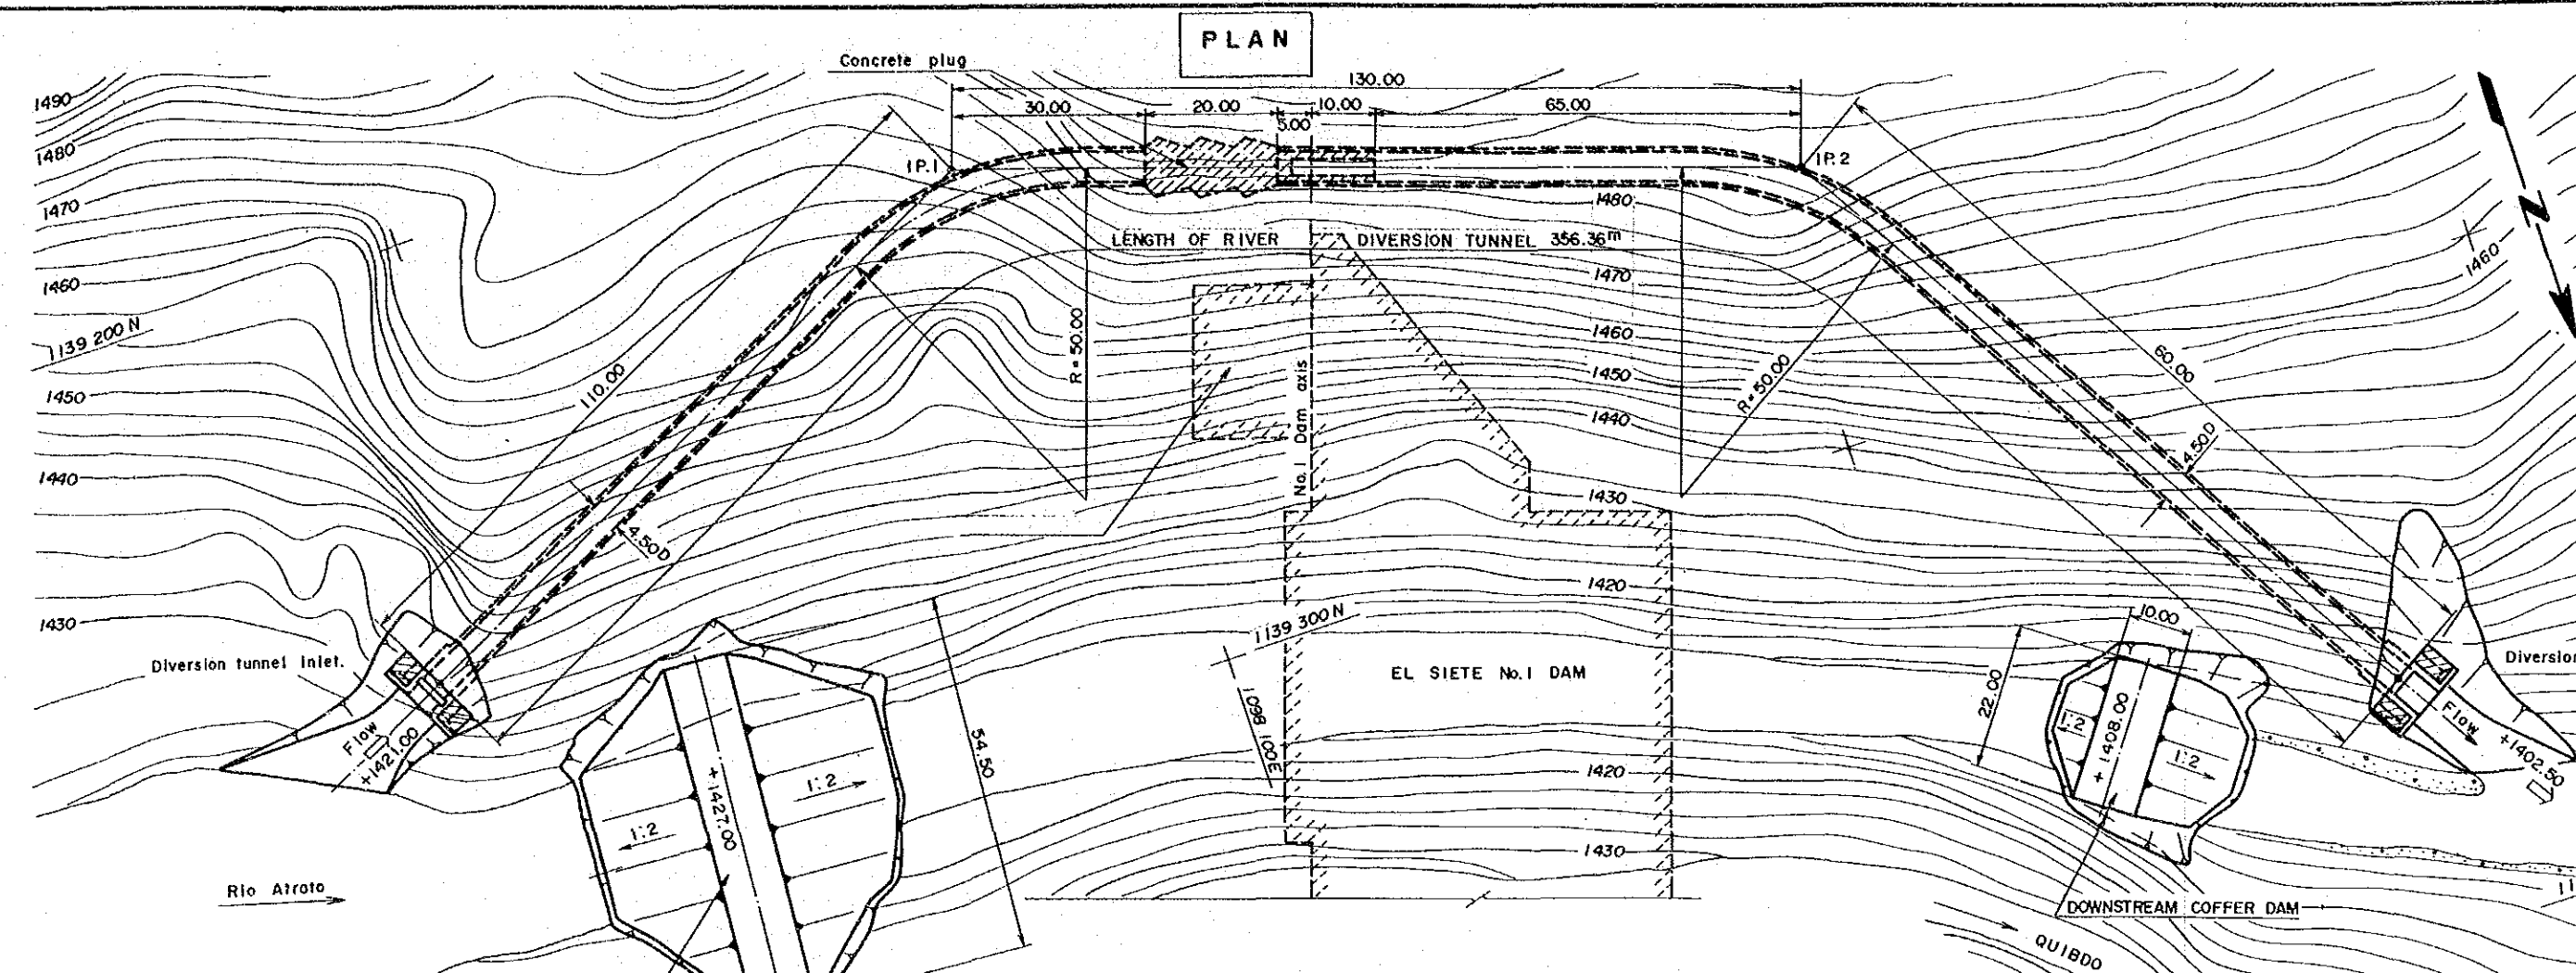 PLAN
Concrete plug
130.00
30.00
20.00
5.00
10.00
65.00
1490
1480
1470
1460
1139 200 N
1450
1440
1430
I P. 1
I P. 2
1480
LENGTH OF RIVER DIVERSION TUNNEL 356.36m
1470
1460
1450
1440
1430
1420
N
1460
110.00
R = 50.00
No.1 Dam axis
R = 50.00
60.00
4.50D
4.50D
Diversion tunnel Inlet.
Flow
+1421.00
1139 300 N
1098 100E
EL SIETE No.1 DAM
54.50
1:2
+1427.00
1:2
1420
1430
22.00
10.00
1:2
+ 1408.00
1:2
Diversion
Flow
+1402.50
Rio Atrato
DOWNSTREAM COFFER DAM
QUIBDO
11